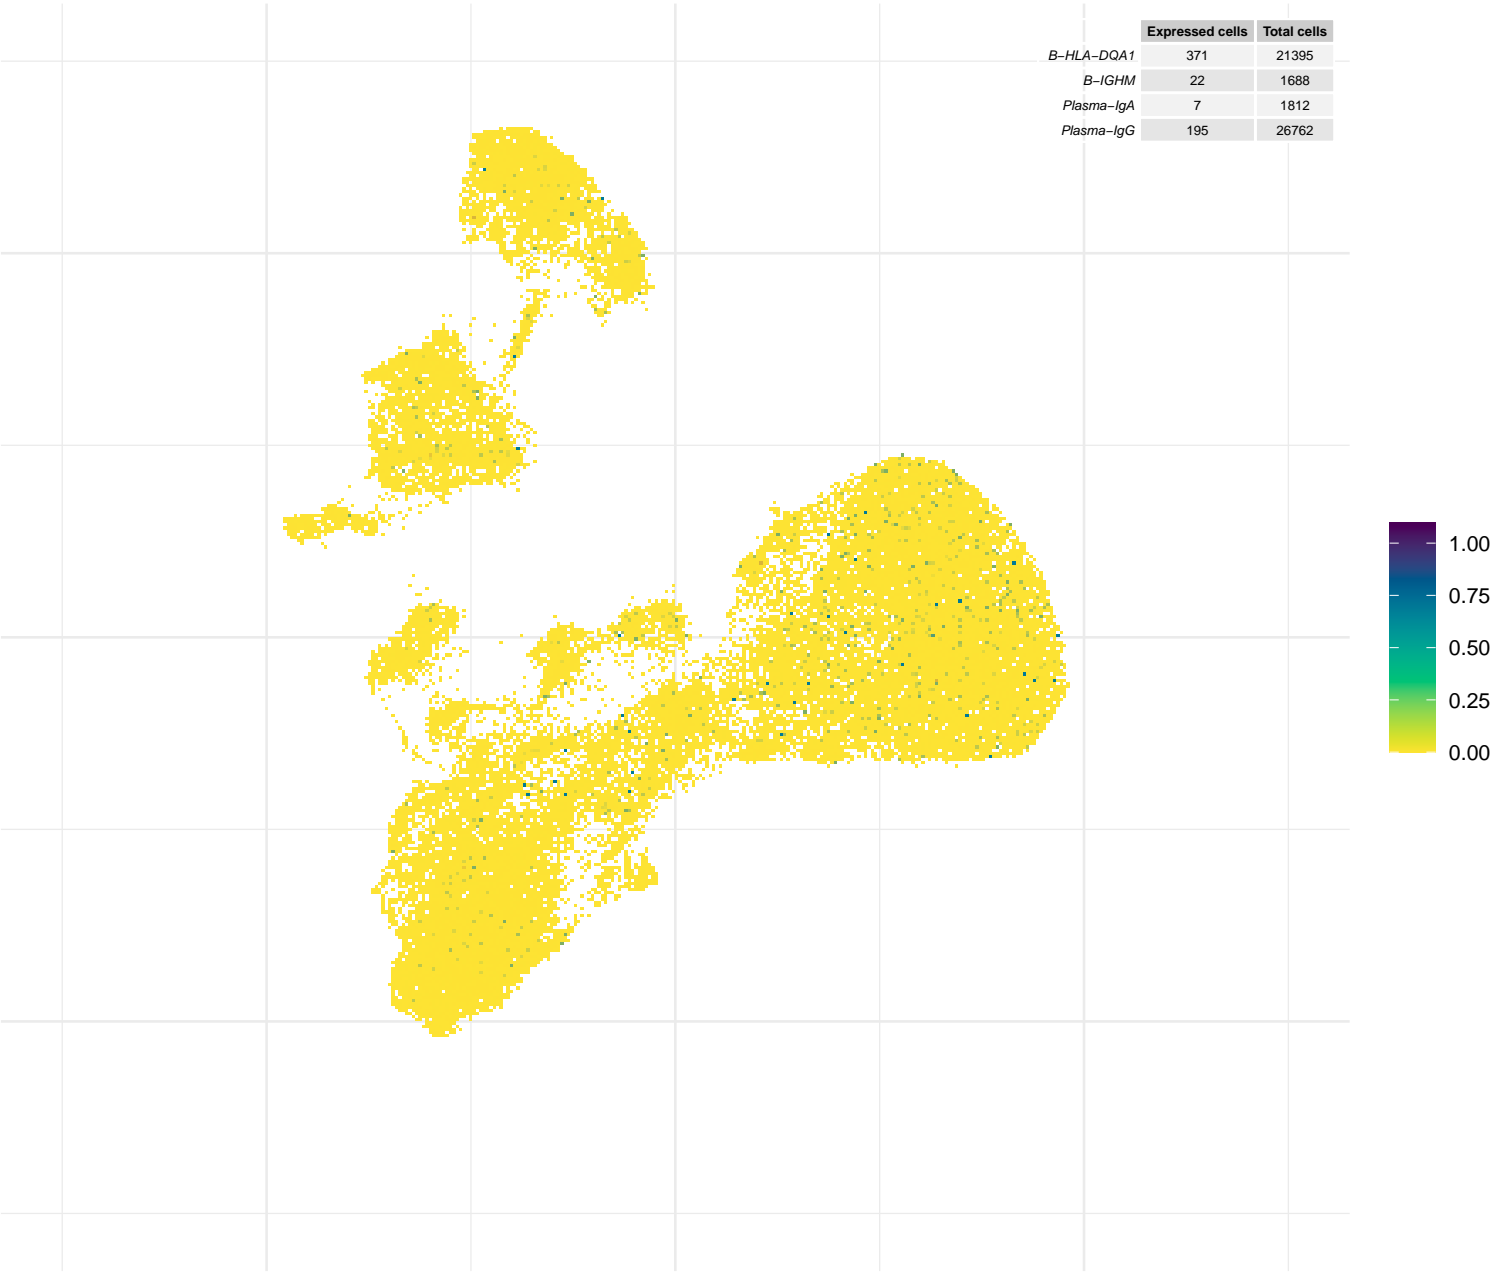 Expressed cells Total cells
B−HLA−DQA1 371 21395
B−IGHM 22 1688
Plasma−IgA 7 1812
Plasma−IgG 195 26762
1.00
0.75
0.50
0.25
0.00